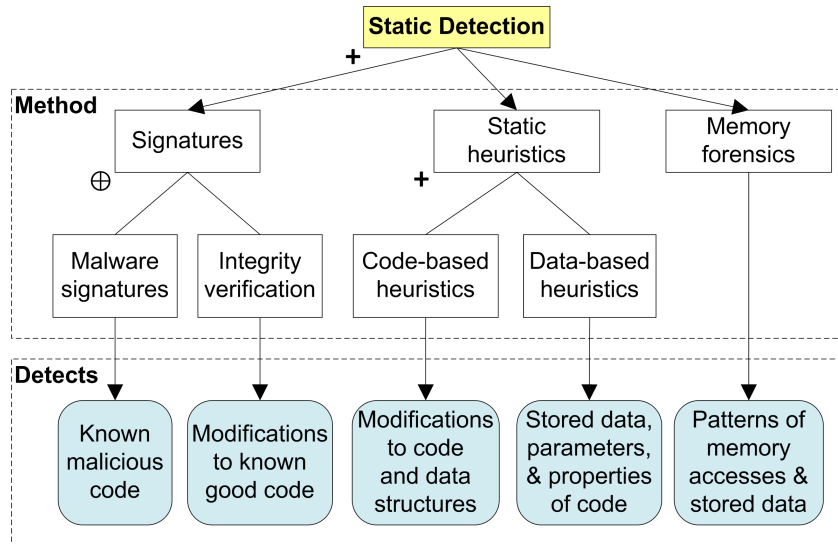 Static Detection
+
Method
Signatures
Static
heuristics
Memory
forensics
⊕
+
Malware
signatures
Integrity
verification
Code-based
heuristics
Data-based
heuristics
Detects
Known
malicious
code
Modifications
to known
good code
Modifications
to code
and data
structures
Stored data,
parameters,
& properties
of code
Patterns of
memory
accesses &
stored data